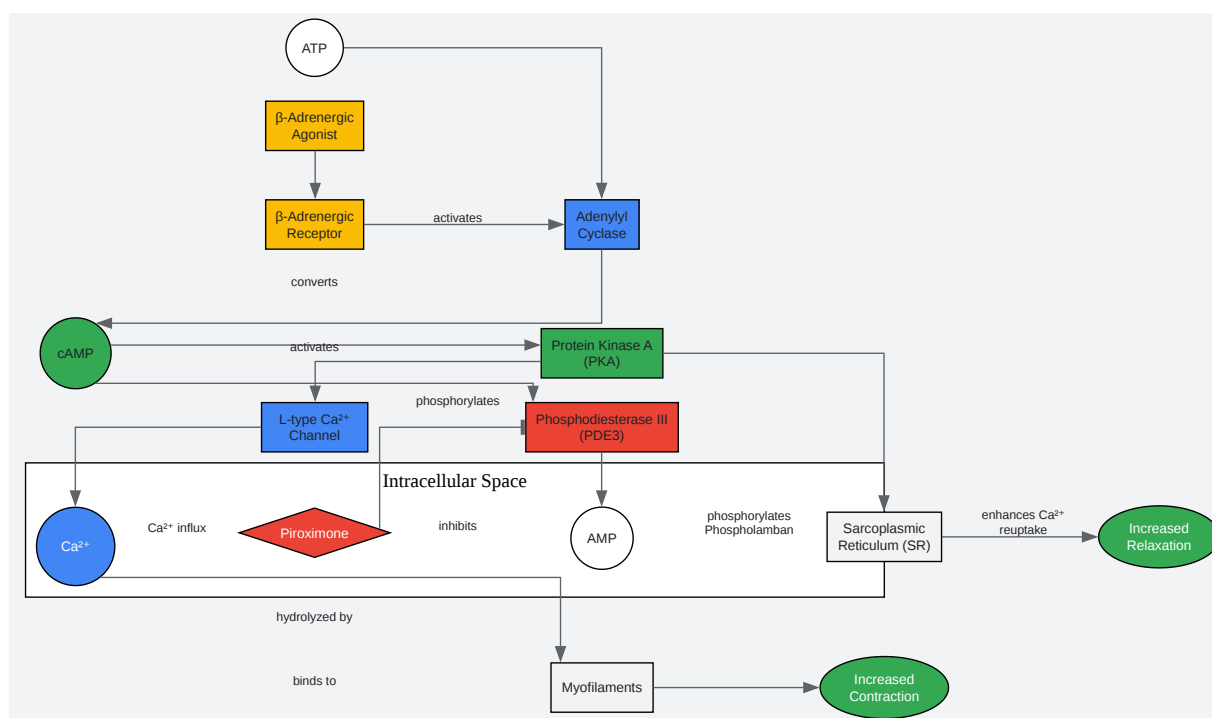 ATP
β-Adrenergic
Agonist
β-Adrenergic
Receptor
activates
Adenylyl
Cyclase
converts
cAMP
activates
Protein Kinase A
(PKA)
phosphorylates
L-type Ca²⁺
Channel
Phosphodiesterase III
(PDE3)
Intracellular Space
Ca²⁺
Ca²⁺ influx
Piroximone
inhibits
AMP
phosphorylates
Phospholamban
Sarcoplasmic
Reticulum (SR)
enhances Ca²⁺
reuptake
Increased
Relaxation
hydrolyzed by
binds to
Myofilaments
Increased
Contraction